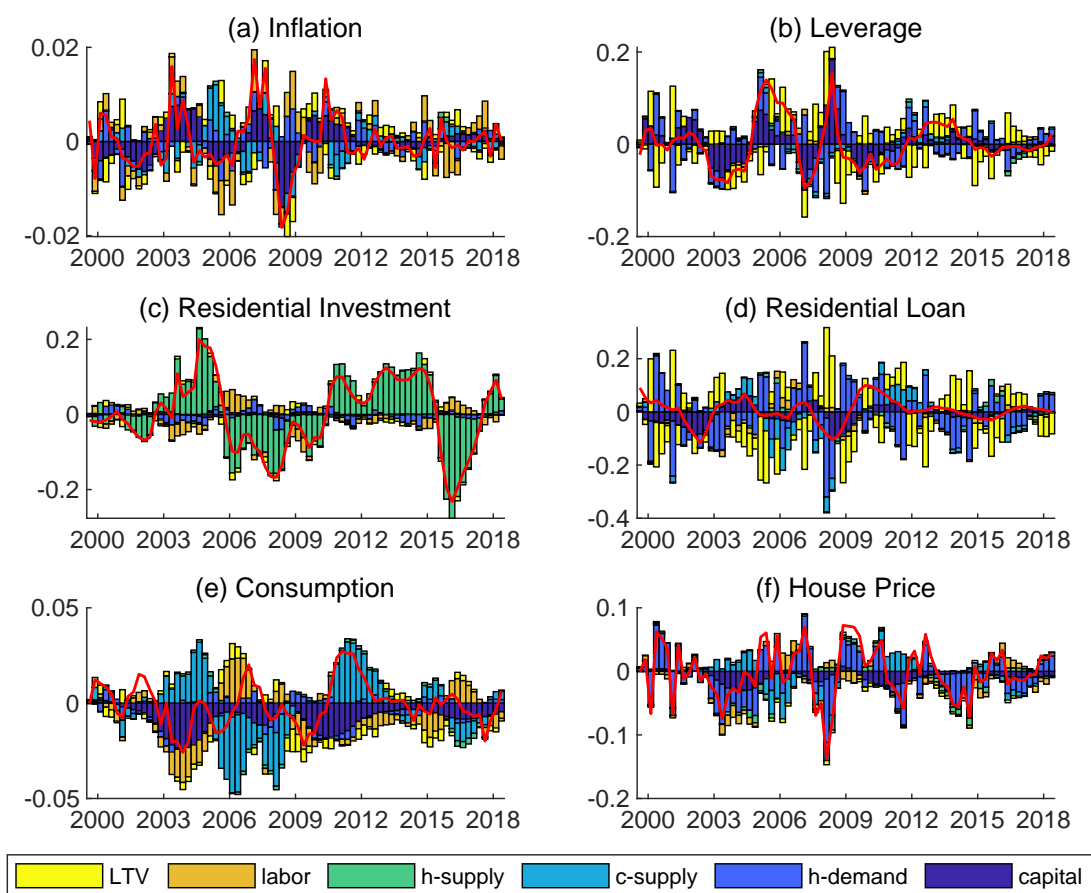 (a) Inflation
0.02
0
-0.02
2000 2003 2006 2009 2012 2015 2018
(b) Leverage
0.2
0
-0.2
2000 2003 2006 2009 2012 2015 2018
(c) Residential Investment
0.2
0
-0.2
2000 2003 2006 2009 2012 2015 2018
(d) Residential Loan
0.2
0
-0.2
-0.4
2000 2003 2006 2009 2012 2015 2018
(e) Consumption
0.05
0
-0.05
2000 2003 2006 2009 2012 2015 2018
(f) House Price
0.1
0
-0.1
-0.2
2000 2003 2006 2009 2012 2015 2018
LTV labor h-supply c-supply h-demand capital